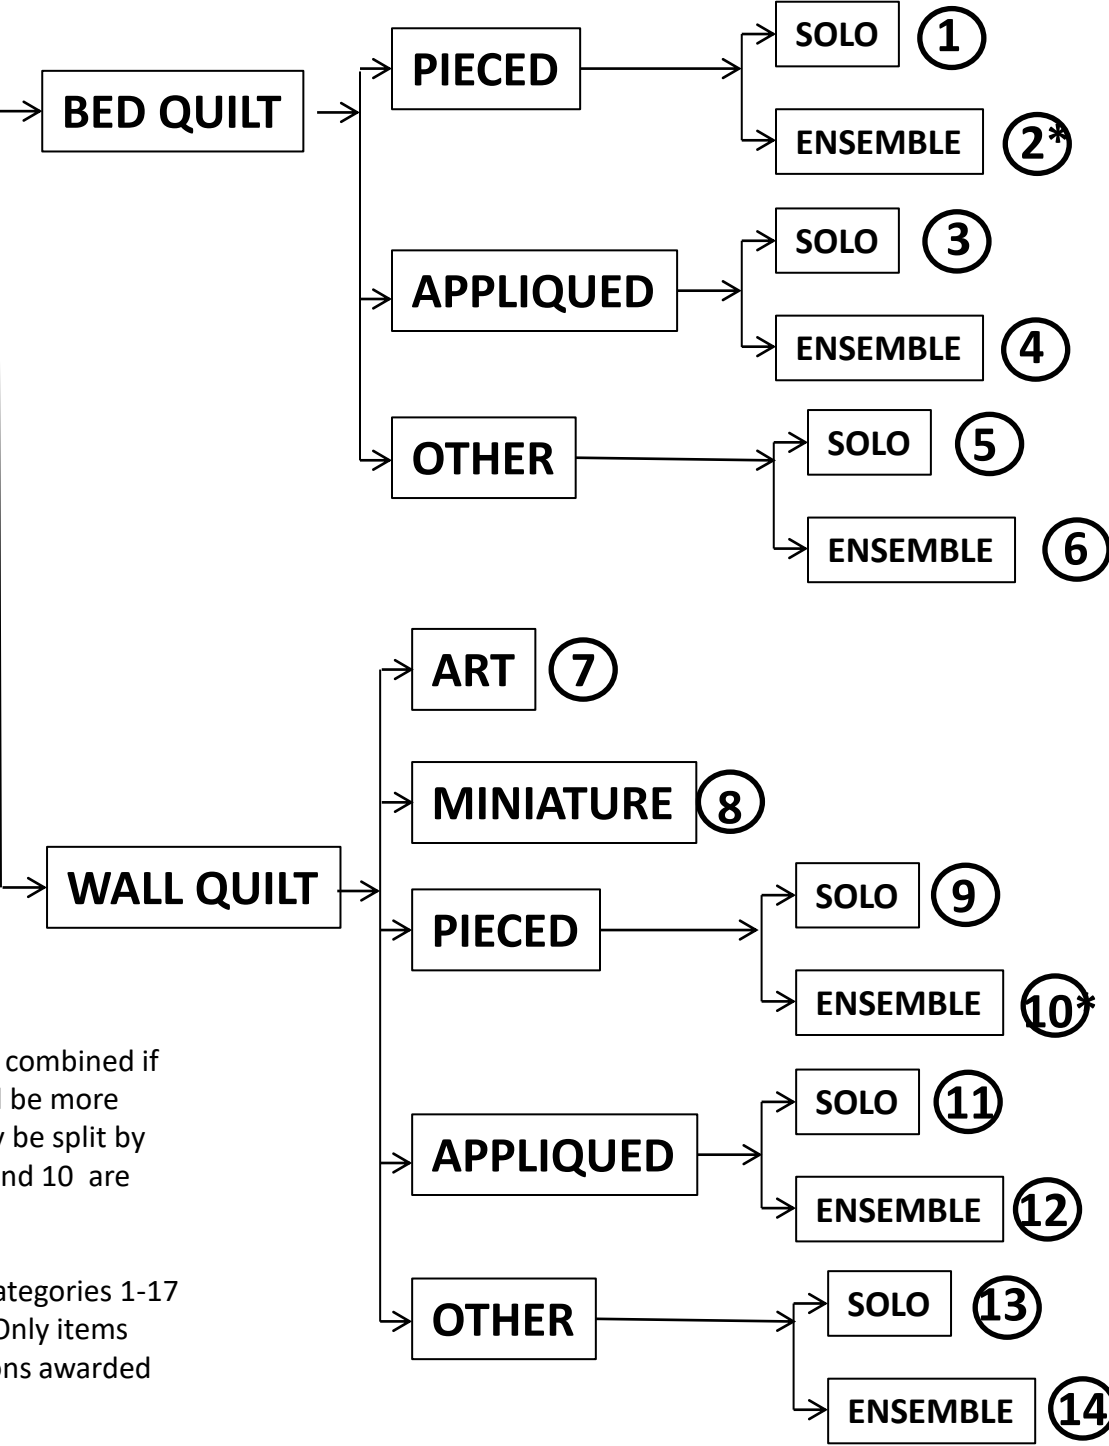 BED QUILT
PIECED
SOLO 1
ENSEMBLE 2*
APPLIQUED
SOLO 3
ENSEMBLE 4
OTHER
SOLO 5
ENSEMBLE 6
WALL QUILT
ART 7
MINIATURE 8
PIECED
SOLO 9
ENSEMBLE 10*
APPLIQUED
SOLO 11
ENSEMBLE 12
OTHER
SOLO 13
ENSEMBLE 14
combined if
be more
be split by
nd 10 are
ategories 1-17
Only items
ons awarded